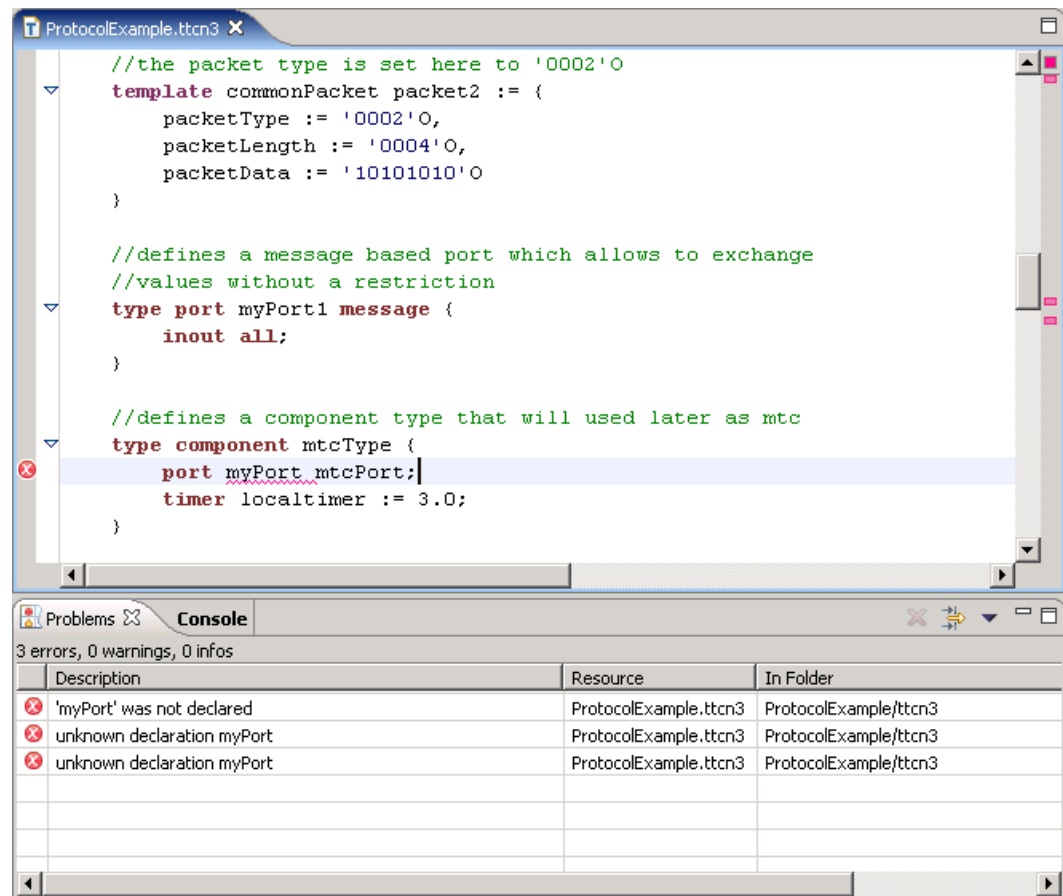 ProtocolExample.ttcn3
//the packet type is set here to '0002'O
template commonPacket packet2 := {
packetType := '0002'O,
packetLength := '0004'O,
packetData := '10101010'O
}
//defines a message based port which allows to exchange
//values without a restriction
type port myPort1 message {
inout all;
}
//defines a component type that will used later as mtc
type component mtcType {
port myPort mtcPort;
timer localtimer := 3.0;
}
Problems Console
3 errors, 0 warnings, 0 infos
Description Resource In Folder
'myPort' was not declared ProtocolExample.ttcn3 ProtocolExample/ttcn3
unknown declaration myPort ProtocolExample.ttcn3 ProtocolExample/ttcn3
unknown declaration myPort ProtocolExample.ttcn3 ProtocolExample/ttcn3